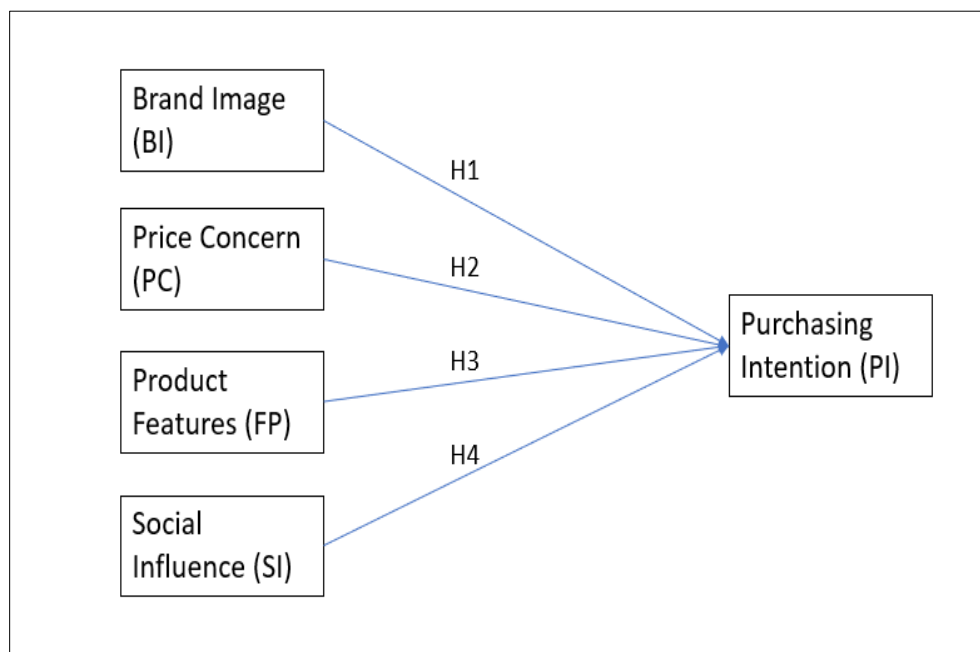 Brand Image
(BI)
H1
Price Concern
(PC)
H2
Purchasing
Intention (PI)
Product
Features (FP)
H3
H4
Social
Influence (SI)